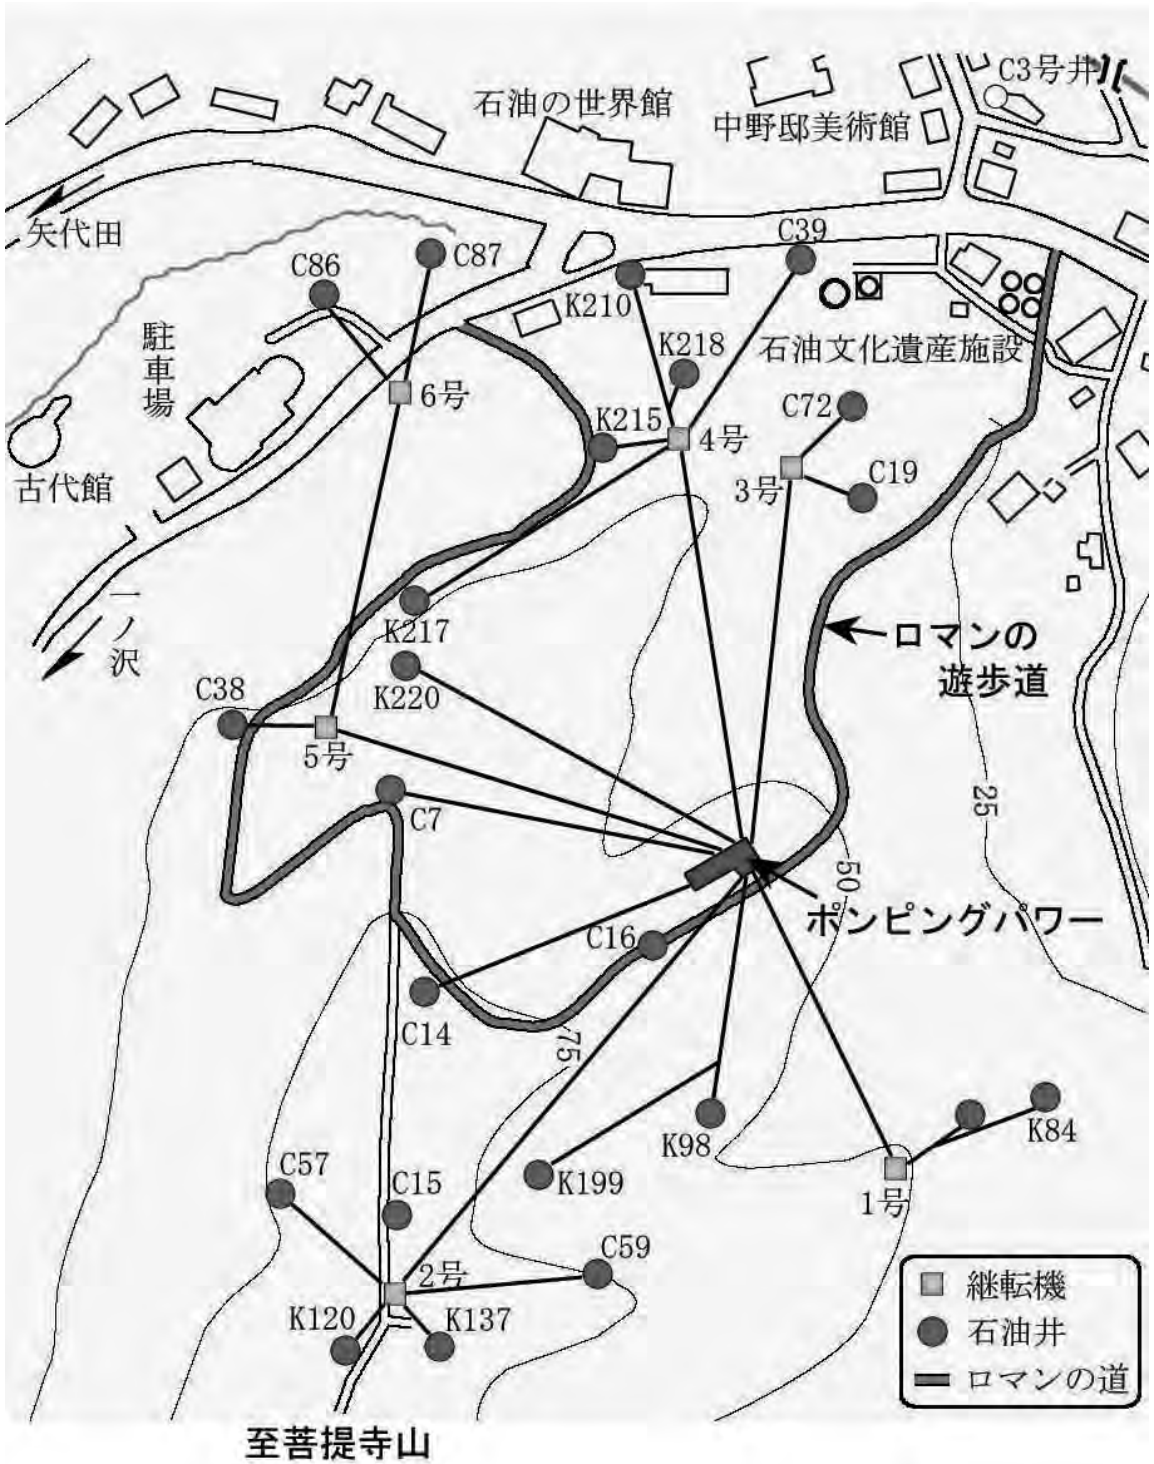 C3号井
石油の世界館
中野邸美術館
矢代田
C86
C87
C39
K210
駐車場
K218
石油文化遺産施設
6号
C72
K215
4号
3号
C19
古代館
一ノ沢
K217
ロマンの
遊歩道
K220
C38
5号
25
C7
50
ポンピングパワー
C16
C14
75
K98
K84
C57
K199
C15
1号
C59
2号
K120
K137
継転機
石油井
ロマンの道
至菩提寺山